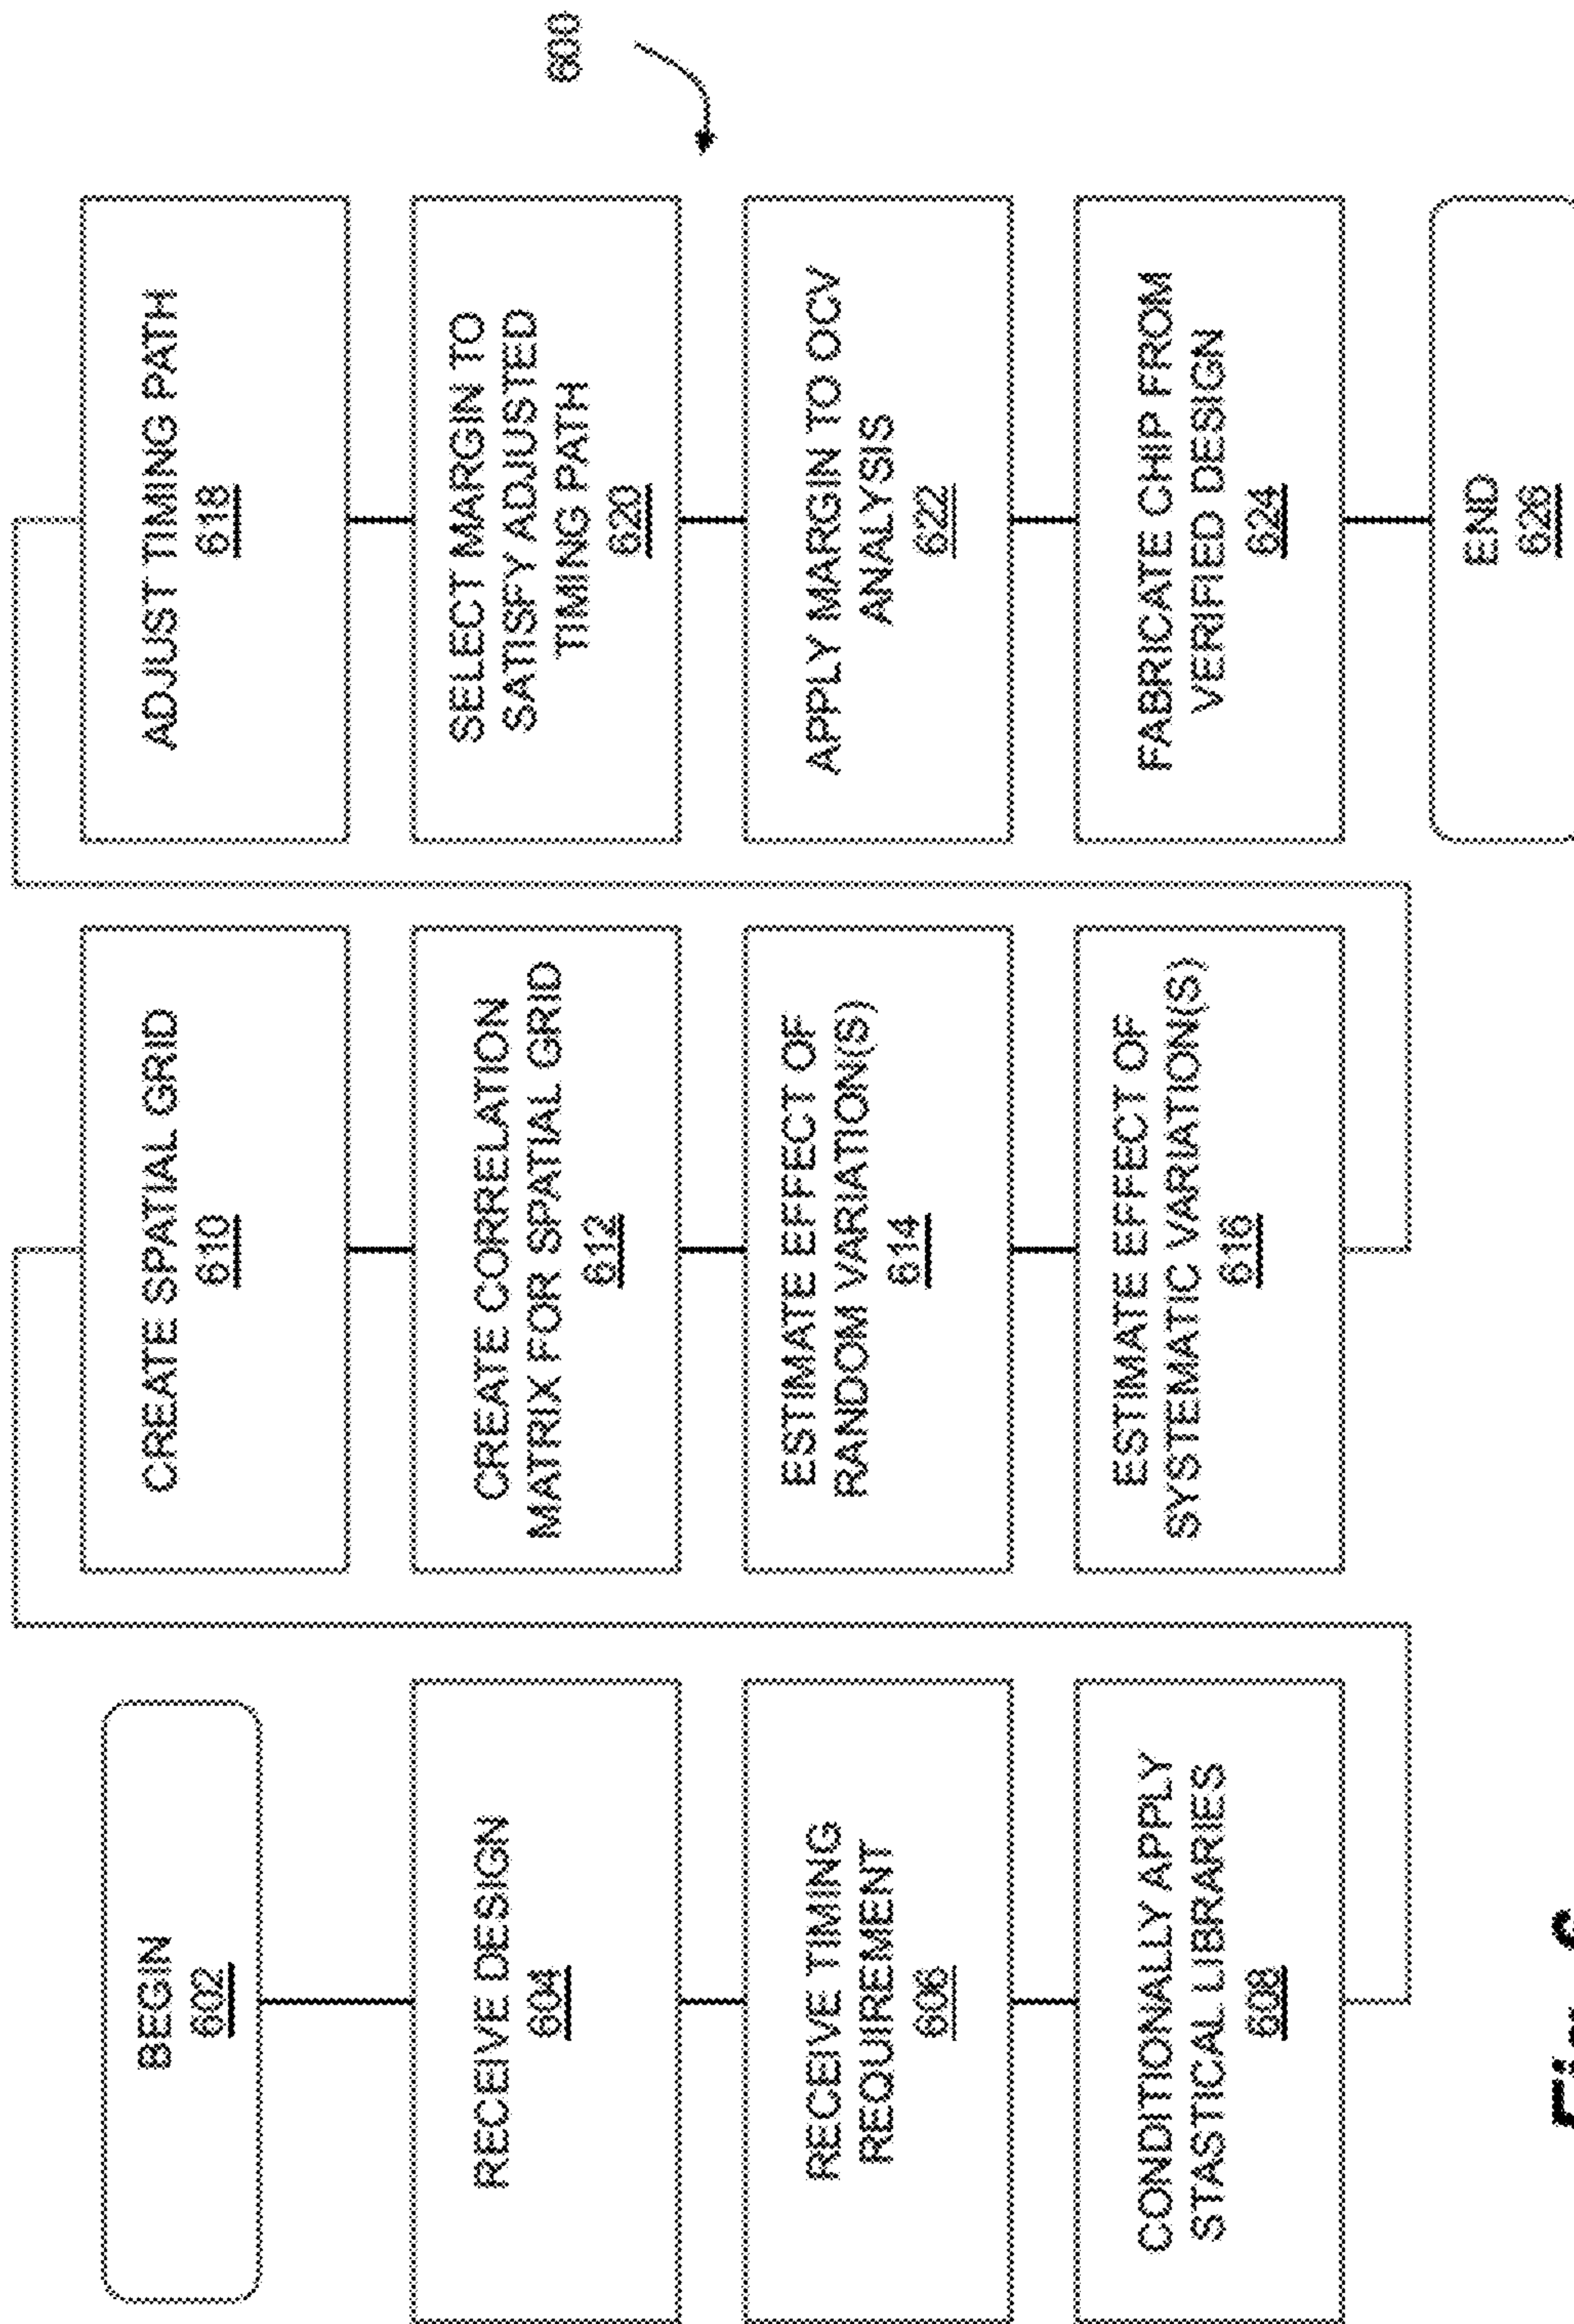 BEGIN
602
RECEIVE DESIGN
604
RECEIVE TIMING
REQUIREMENT
606
CONDITIONALLY APPLY
STASTICAL LIBRARIES
608
CREATE SPATIAL GRID
610
CREATE CORRELATION
MATRIX FOR SPATIAL GRID
612
ESTIMATE EFFECT OF
RANDOM VARIATION(S)
614
ESTIMATE EFFECT OF
SYSTEMATIC VARIATION(S)
616
ADJUST TIMING PATH
618
SELECT MARGIN TO
SATISFY ADJUSTED
TIMING PATH
620
APPLY MARGIN TO OCV
ANALYSIS
622
FABRICATE CHIP FROM
VERIFIED DESIGN
624
END
626
600